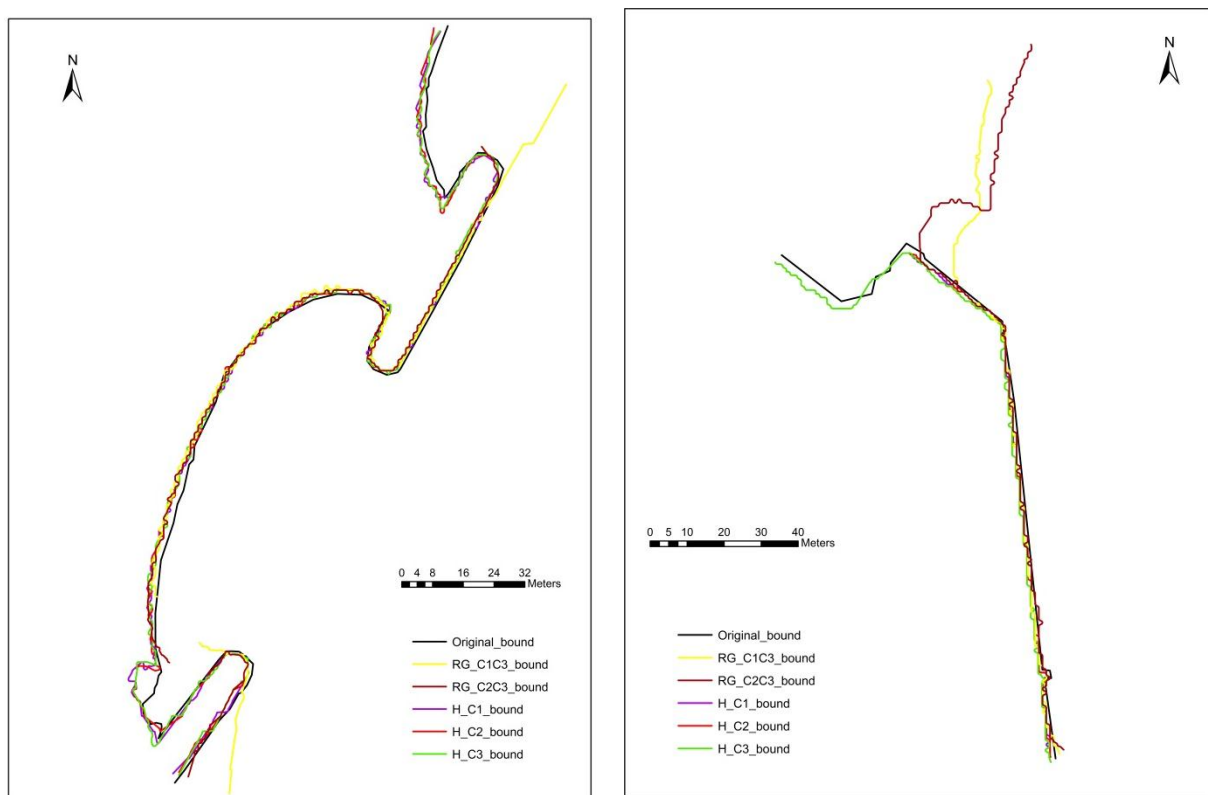 N
0 4 8 16 24 32
Meters
Original_bound
RG_C1C3_bound
RG_C2C3_bound
H_C1_bound
H_C2_bound
H_C3_bound
N
0 5 10 20 30 40
Meters
Original_bound
RG_C1C3_bound
RG_C2C3_bound
H_C1_bound
H_C2_bound
H_C3_bound